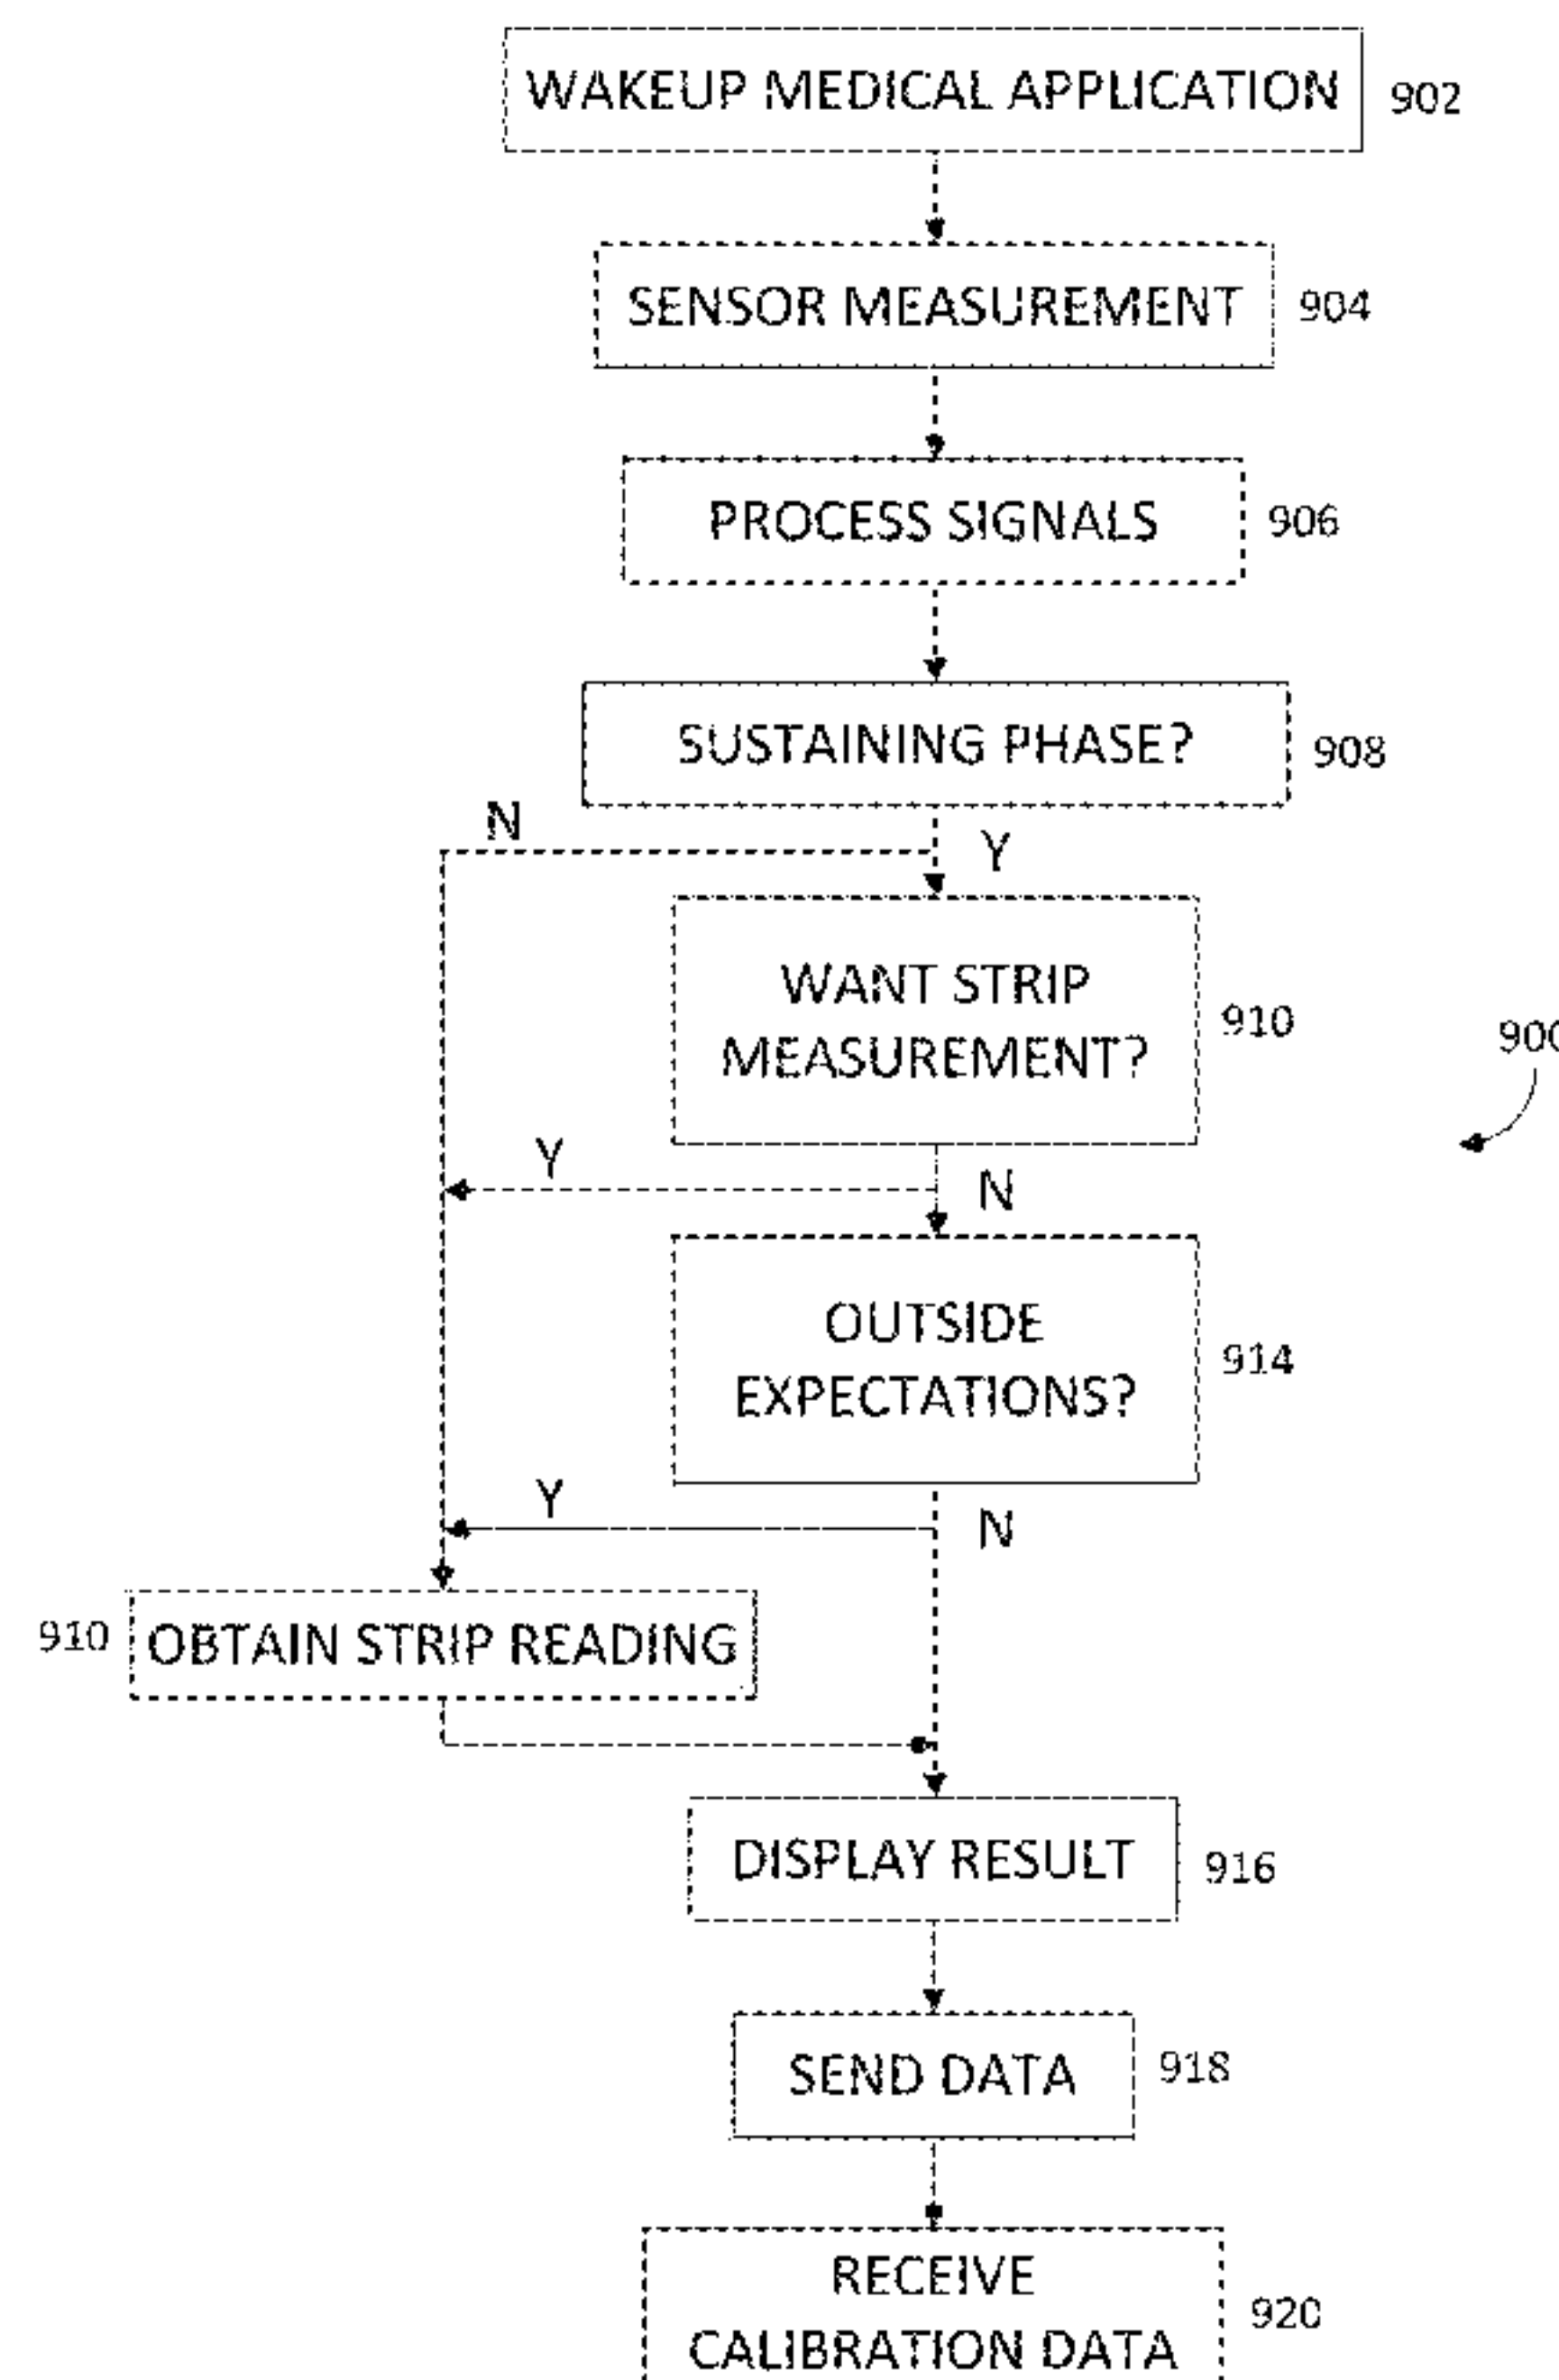 WAKEUP MEDICAL APPLICATION 902
SENSOR MEASUREMENT 904
PROCESS SIGNALS 906
SUSTAINING PHASE? 908
N
Y
WANT STRIP
MEASUREMENT?
910
900
Y
N
OUTSIDE
EXPECTATIONS?
914
Y
N
910 OBTAIN STRIP READING
DISPLAY RESULT 916
SEND DATA 918
RECEIVE
CALIBRATION DATA
920